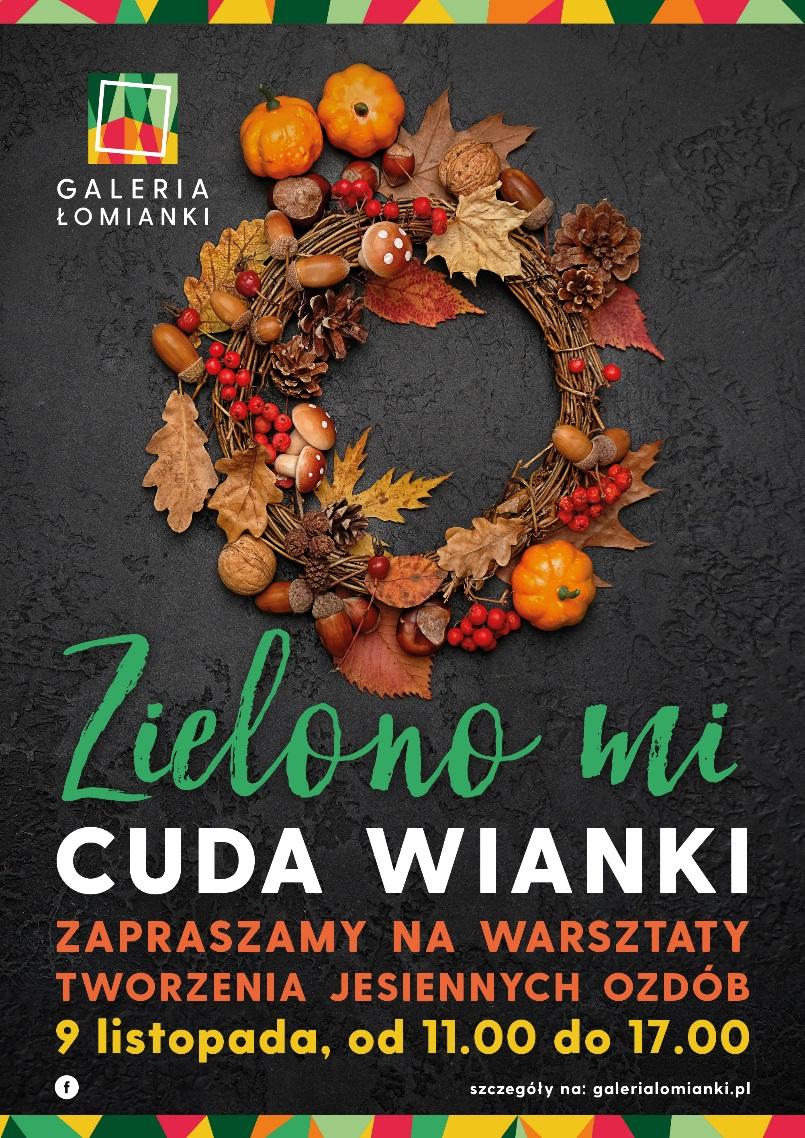 GALERIA
ŁOMIANKI
Zielono mi
CUDA WIANKI
ZAPRASZAMY NA WARSZTATY
TWORZENIA JESIENNYCH OZDÓB
9 listopada, od 11.00 do 17.00
f
szczegóły na: galerialomianki.pl